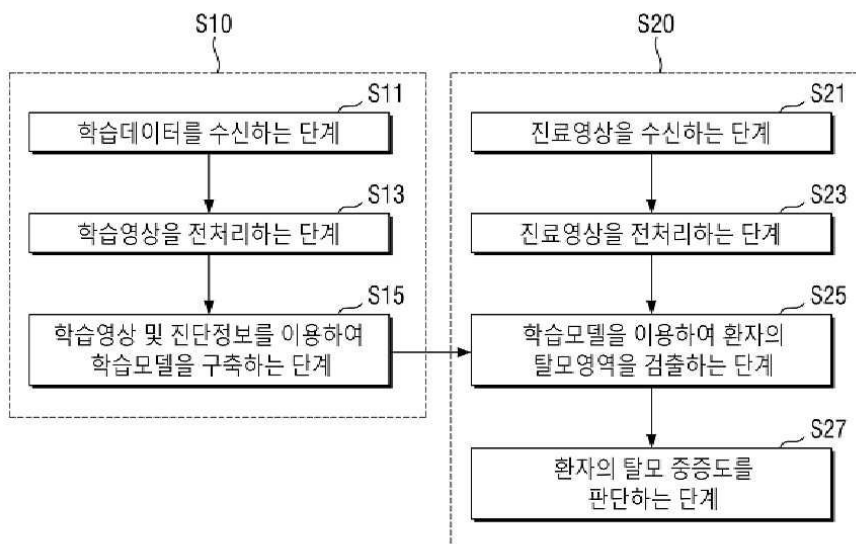 S10
S11
학습데이터를 수신하는 단계
S13
학습영상을 전처리하는 단계
S15
학습영상 및 진단정보를 이용하여
학습모델을 구축하는 단계
S20
S21
진료영상을 수신하는 단계
S23
진료영상을 전처리하는 단계
S25
학습모델을 이용하여 환자의
탈모영역을 검출하는 단계
S27
환자의 탈모 중증도를
판단하는 단계